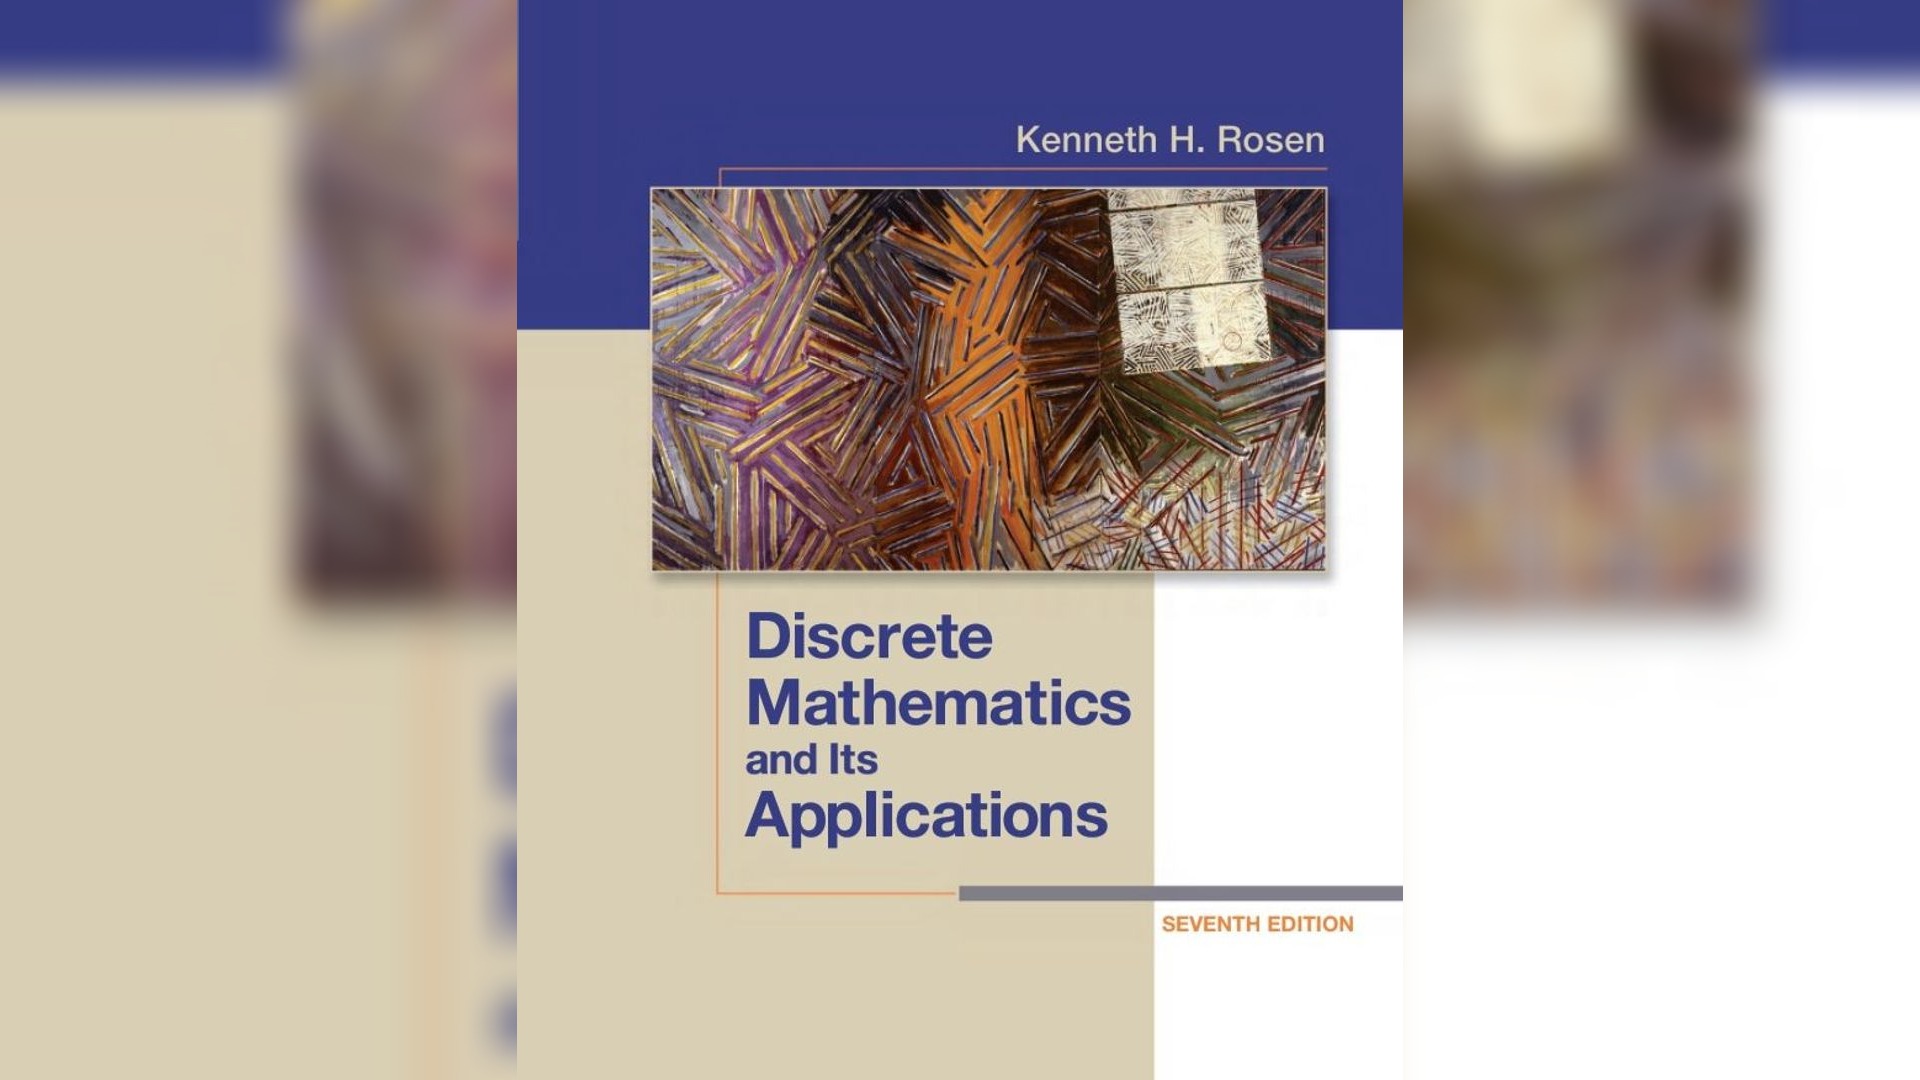 Kenneth H. Rosen
Discrete
Mathematics
and Its
Applications
SEVENTH EDITION